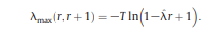 λmax(r,r+1) = −T ln(1−λ̂r+1).